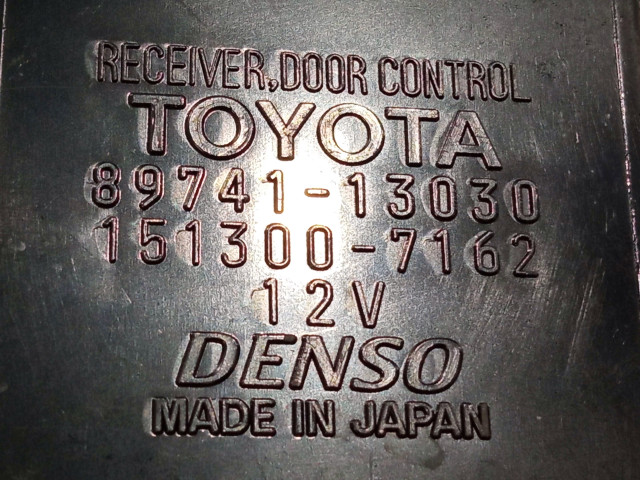 RECEIVER, DOOR CONTROL
TOYOTA
89741-13030
151300-7162
12V
DENSO
MADE IN JAPAN